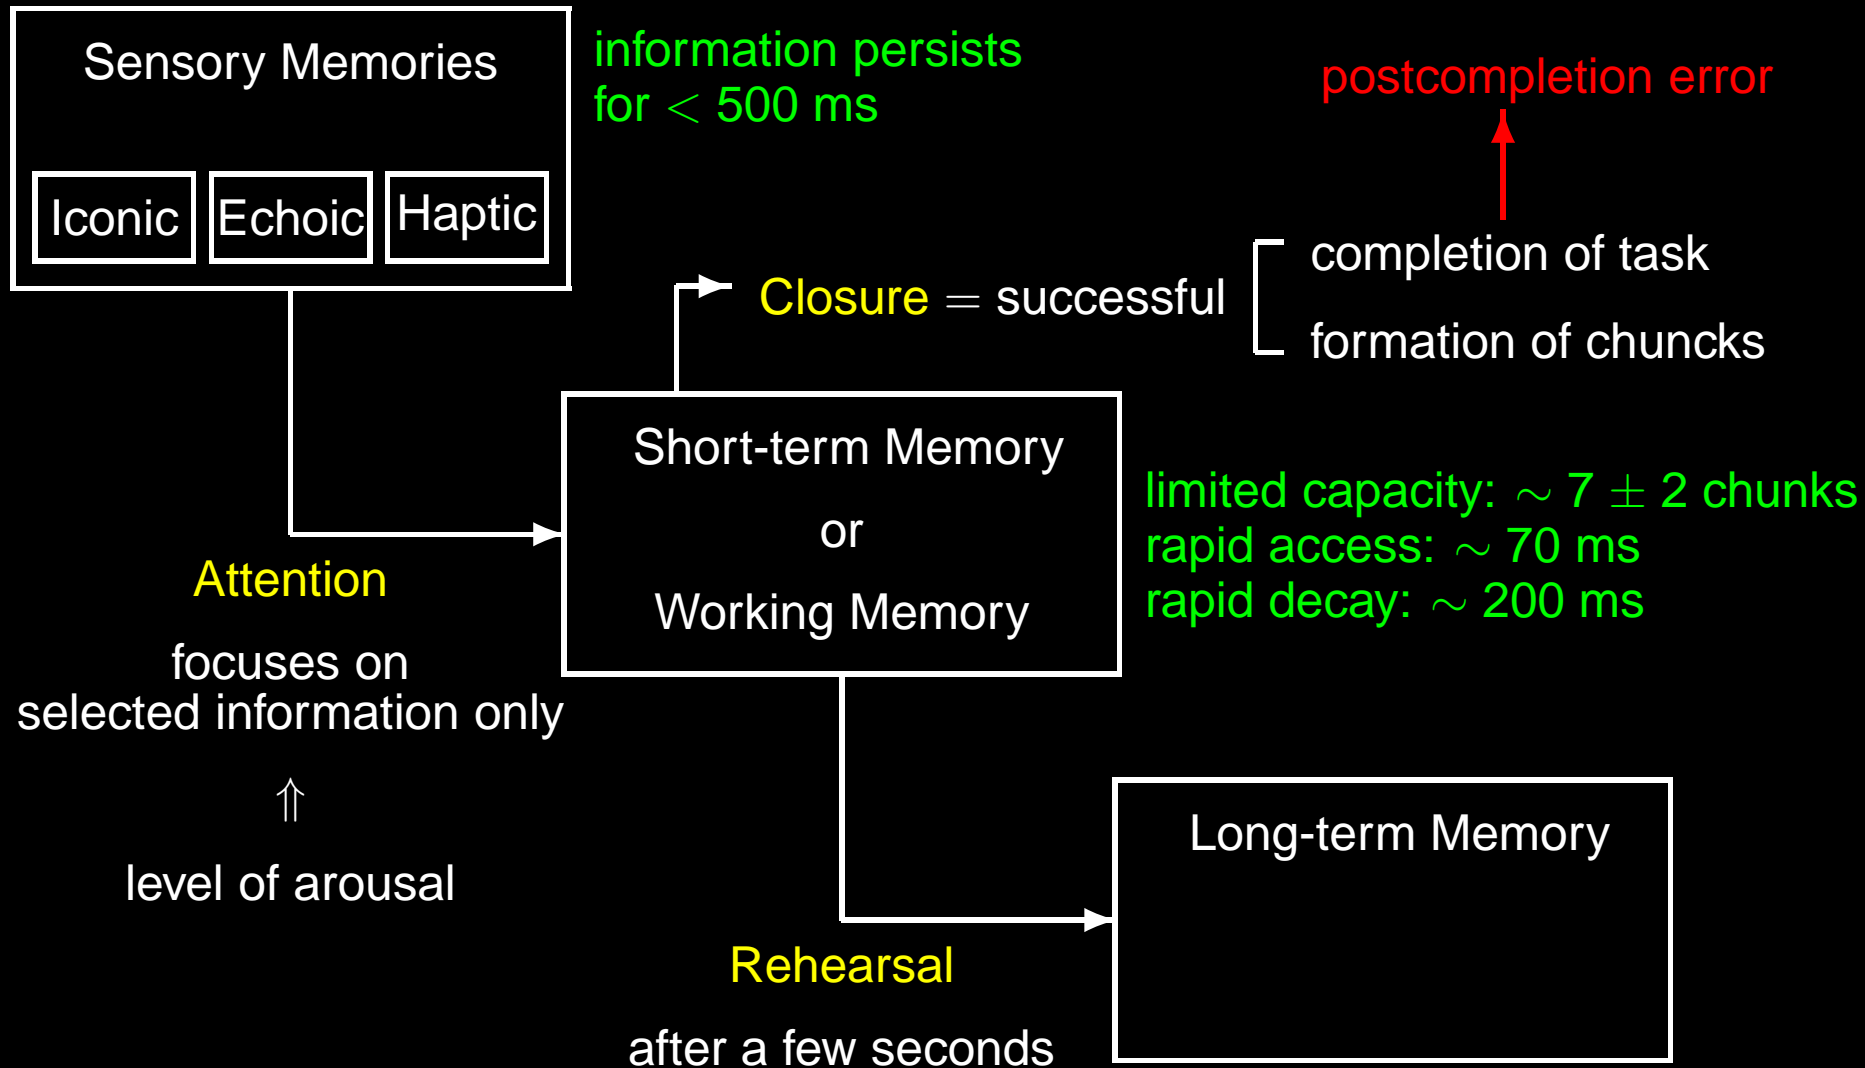 Sensory Memories
Iconic
Echoic
Haptic
information persists
for < 500 ms
postcompletion error
Closure = successful
completion of task
formation of chuncks
Short-term Memory
or
Working Memory
limited capacity: ∼ 7 ± 2 chunks
rapid access: ∼ 70 ms
rapid decay: ∼ 200 ms
Attention
focuses on
selected information only
⇑
level of arousal
Long-term Memory
Rehearsal
after a few seconds